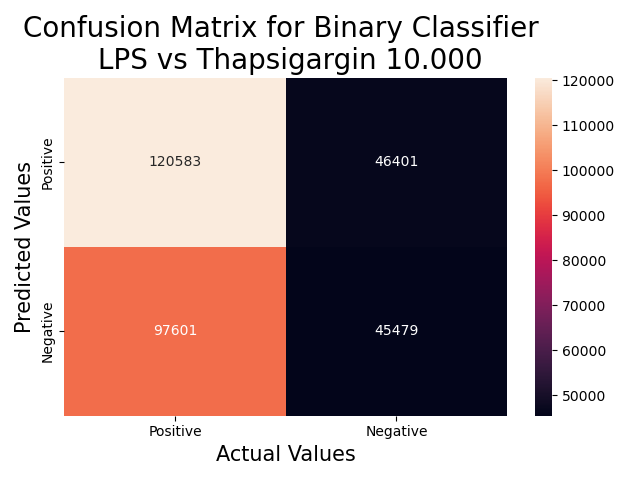 Confusion Matrix for Binary Classifier
LPS vs Thapsigargin 10.000
Predicted Values
Positive
Negative
120583
46401
97601
45479
Positive
Negative
Actual Values
120000
110000
100000
90000
80000
70000
60000
50000